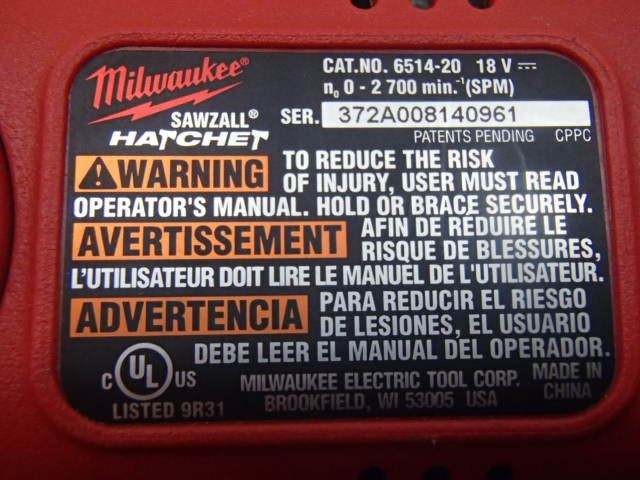 Milwaukee®
CAT.NO. 6514-20 18 V ⎓
n₀ 0 - 2 700 min.⁻¹(SPM)
SAWZALL®
HATCHET
SER. 372A008140961
PATENTS PENDING CPPC
WARNING TO REDUCE THE RISK
OF INJURY, USER MUST READ
OPERATOR'S MANUAL. HOLD OR BRACE SECURELY.
AVERTISSEMENT AFIN DE RÉDUIRE LE
RISQUE DE BLESSURES,
L'UTILISATEUR DOIT LIRE LE MANUEL DE L'UTILISATEUR.
ADVERTENCIA PARA REDUCIR EL RIESGO
DE LESIONES, EL USUARIO
DEBE LEER EL MANUAL DEL OPERADOR.
C UL® US
LISTED 9R31
MILWAUKEE ELECTRIC TOOL CORP.
BROOKFIELD, WI 53005 USA
MADE IN
CHINA